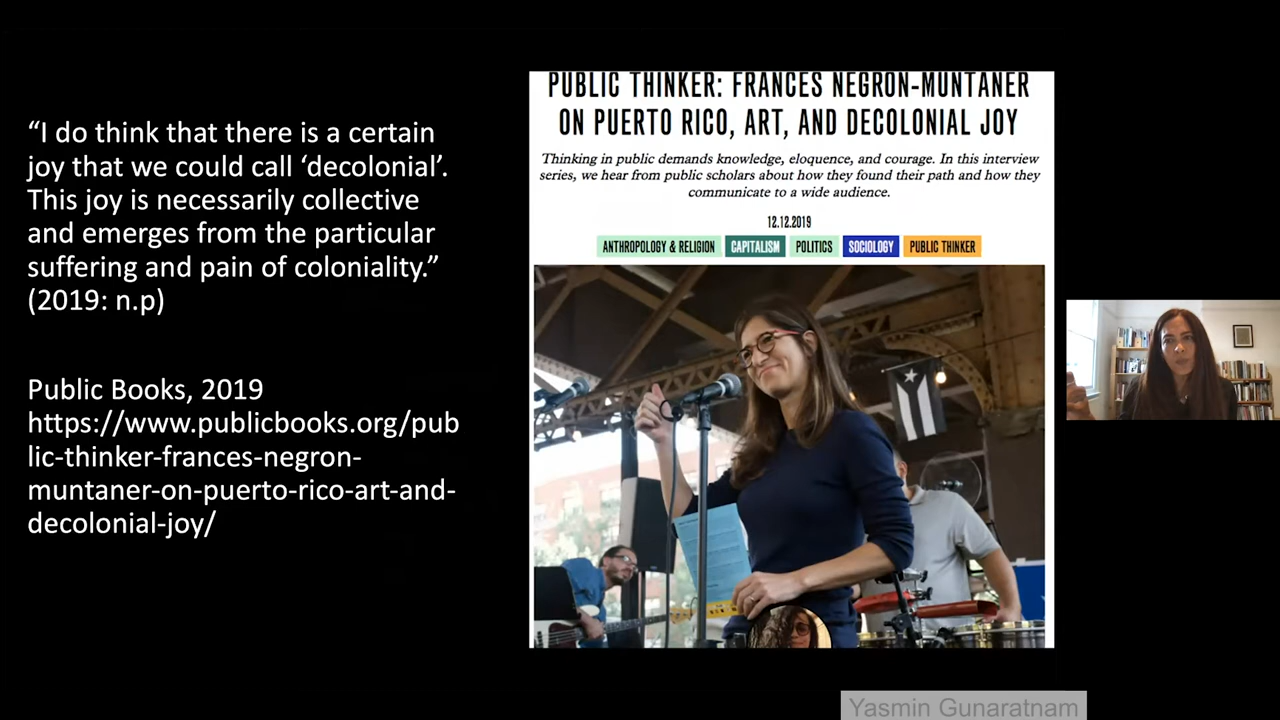 “I do think that there is a certain
joy that we could call ‘decolonial’.
This joy is necessarily collective
and emerges from the particular
suffering and pain of coloniality.”
(2019: n.p)
Public Books, 2019
https://www.publicbooks.org/pub
lic-thinker-frances-negron-
muntaner-on-puerto-rico-art-and-
decolonial-joy/
PUBLIC THINKER: FRANCES NEGRON-MUNTANER
ON PUERTO RICO, ART, AND DECOLONIAL JOY
Thinking in public demands knowledge, eloquence, and courage. In this interview
series, we hear from public scholars about how they found their path and how they
communicate to a wide audience.
12.12.2019
ANTHROPOLOGY & RELIGION CAPITALISM POLITICS SOCIOLOGY PUBLIC THINKER
Yasmin Gunaratnam